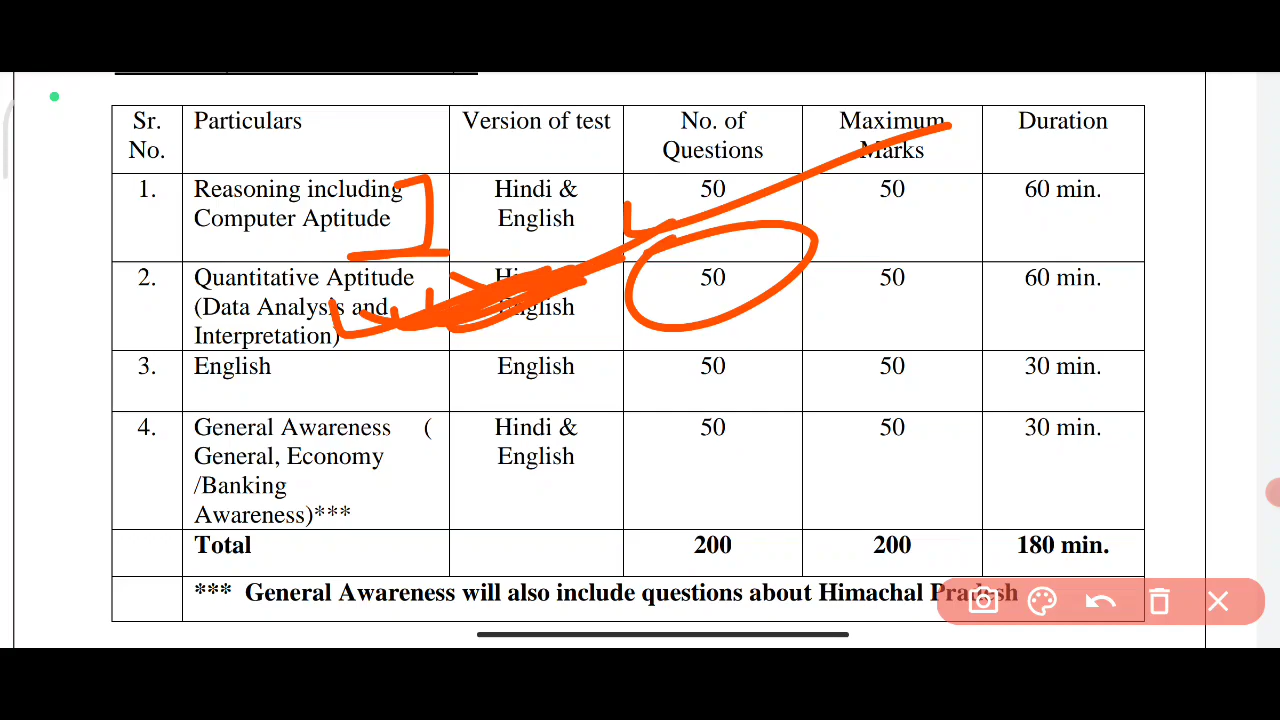 Sr. No. Particulars Version of test No. of Questions Maximum Marks Duration
1. Reasoning including Computer Aptitude Hindi & English 50 50 60 min.
2. Quantitative Aptitude (Data Analysis and Interpretation) English 50 50 60 min.
3. English English 50 50 30 min.
4. General Awareness ( General, Economy /Banking Awareness)*** Hindi & English 50 50 30 min.
Total 200 200 180 min.
*** General Awareness will also include questions about Himachal Pradesh